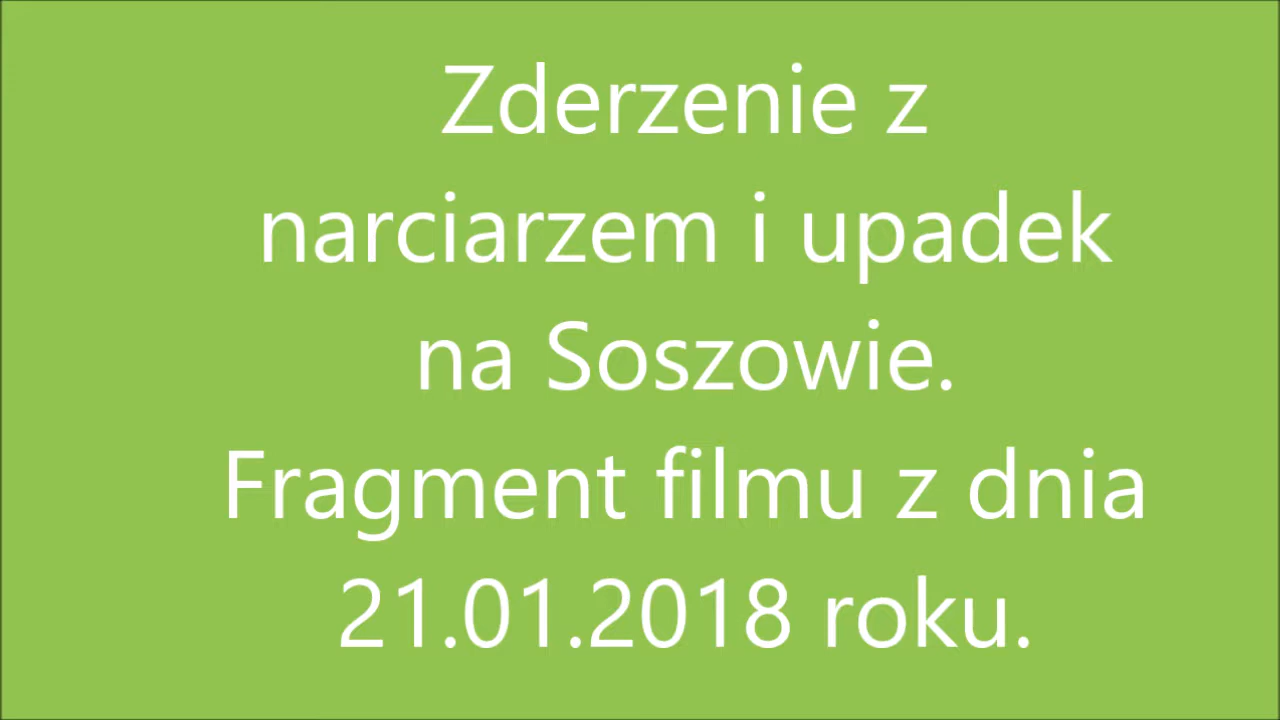 Zderzenie z
narciarzem i upadek
na Soszowie.
Fragment filmu z dnia
21.01.2018 roku.